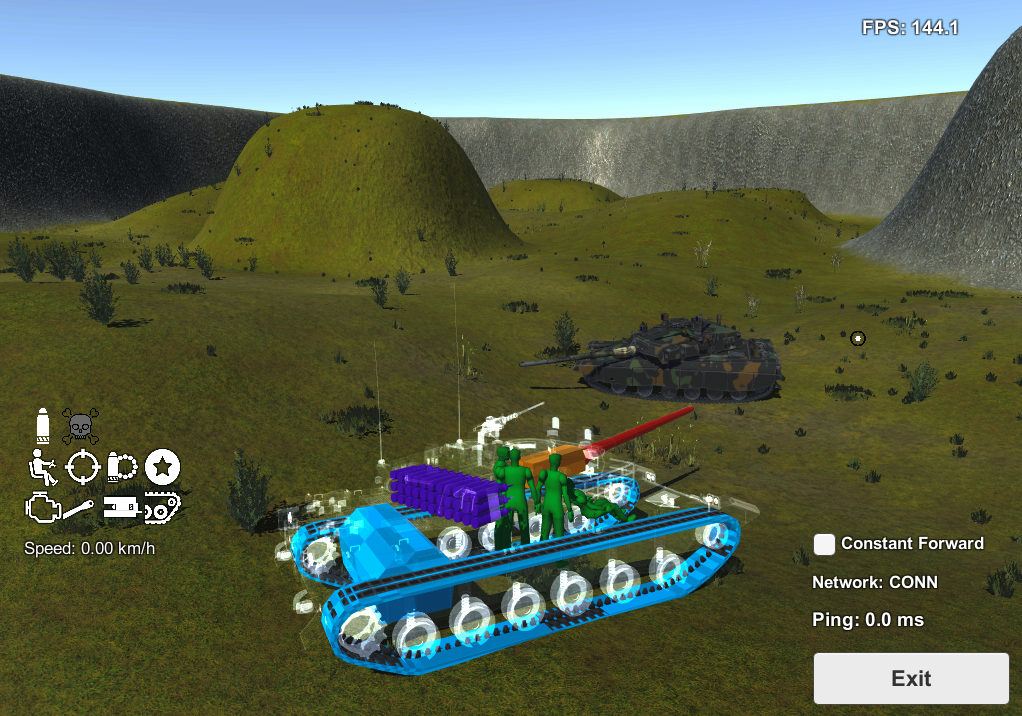 FPS: 144.1
Speed: 0.00 km/h
Constant Forward
Network: CONN
Ping: 0.0 ms
Exit